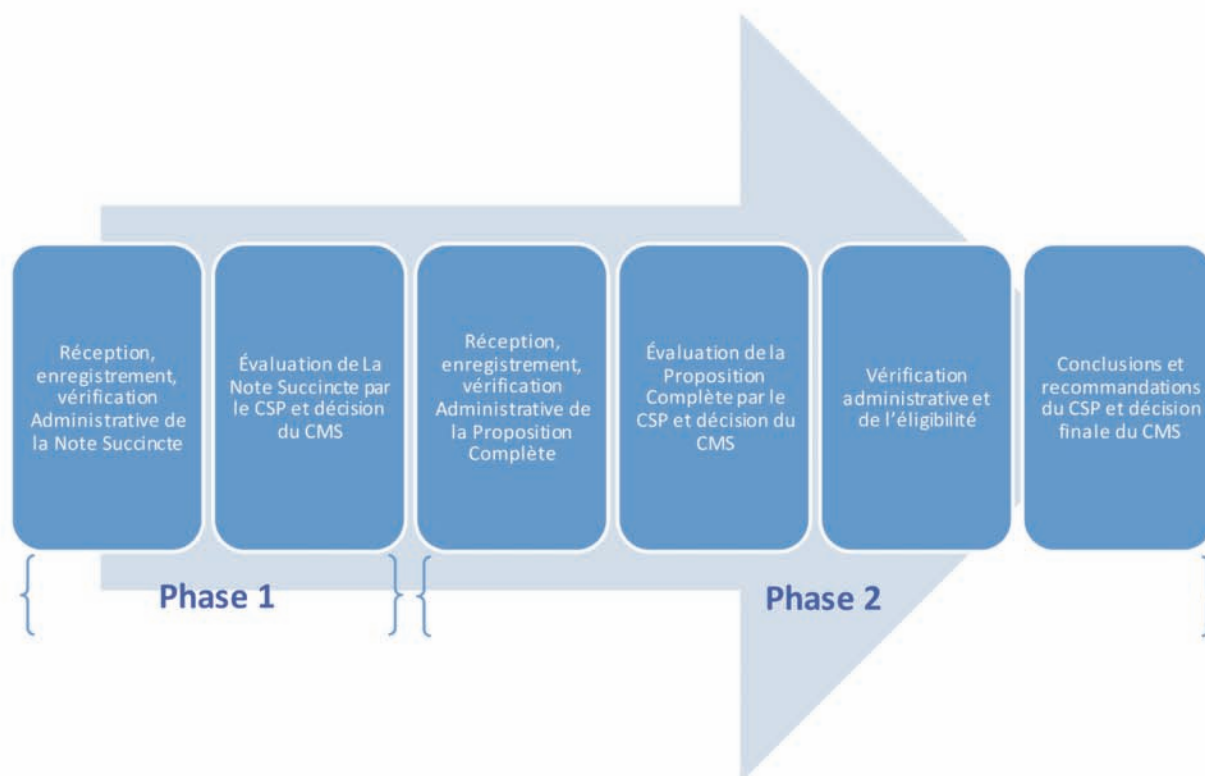 Réception,
enregistrement,
vérification
Administrative de
la Note Succincte
Évaluation de La
Note Succincte par
le CSP et décision
du CMS
Réception,
enregistrement,
vérification
Administrative de
la Proposition
Complète
Évaluation de la
Proposition
Complète par le
CSP et décision du
CMS
Vérification
administrative et
de l’éligibilité
Conclusions et
recommandations
du CSP et décision
finale du CMS
Phase 1
Phase 2